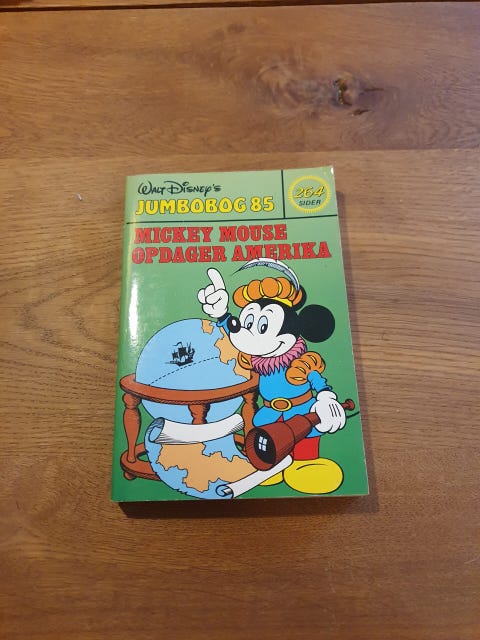 Walt Disney's
JUMBOBOG 85
264
SIDER
MICKEY MOUSE
OPDAGER AMERIKA